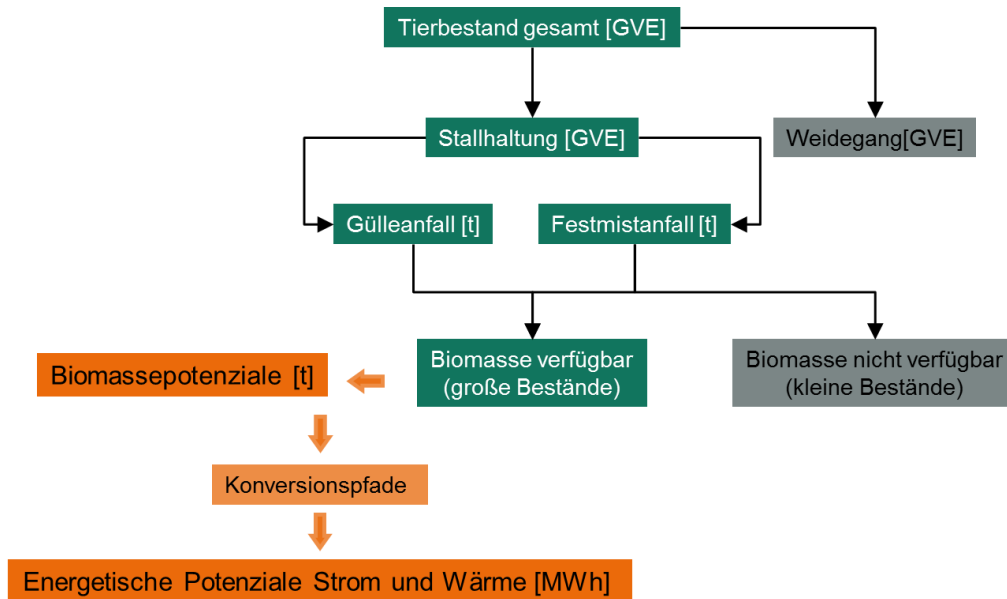 Tierbestand gesamt [GVE]
Stallhaltung [GVE]
Weidegang[GVE]
Gülleanfall [t]
Festmistanfall [t]
Biomasse verfügbar
(große Bestände)
Biomasse nicht verfügbar
(kleine Bestände)
Biomassepotenziale [t]
Konversionspfade
Energetische Potenziale Strom und Wärme [MWh]